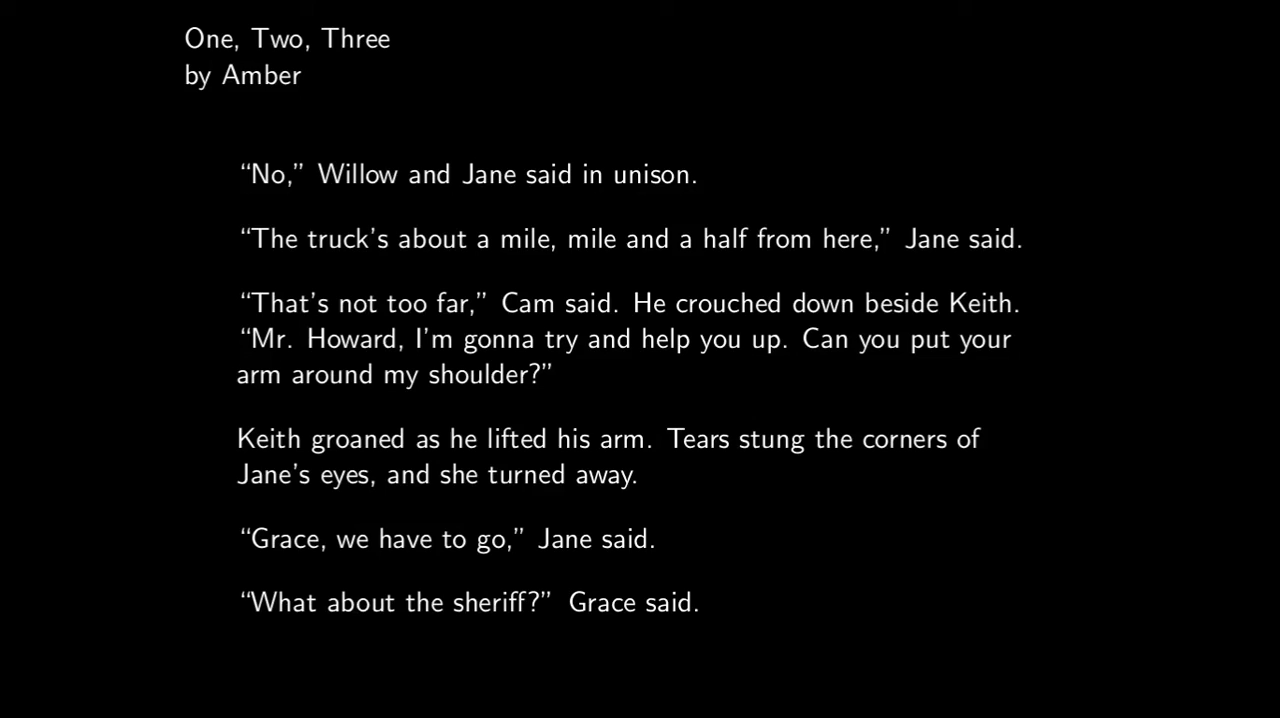 One, Two, Three
by Amber
“No,” Willow and Jane said in unison.
“The truck’s about a mile, mile and a half from here,” Jane said.
“That’s not too far,” Cam said. He crouched down beside Keith.
“Mr. Howard, I’m gonna try and help you up. Can you put your
arm around my shoulder?”
Keith groaned as he lifted his arm. Tears stung the corners of
Jane’s eyes, and she turned away.
“Grace, we have to go,” Jane said.
“What about the sheriff?” Grace said.